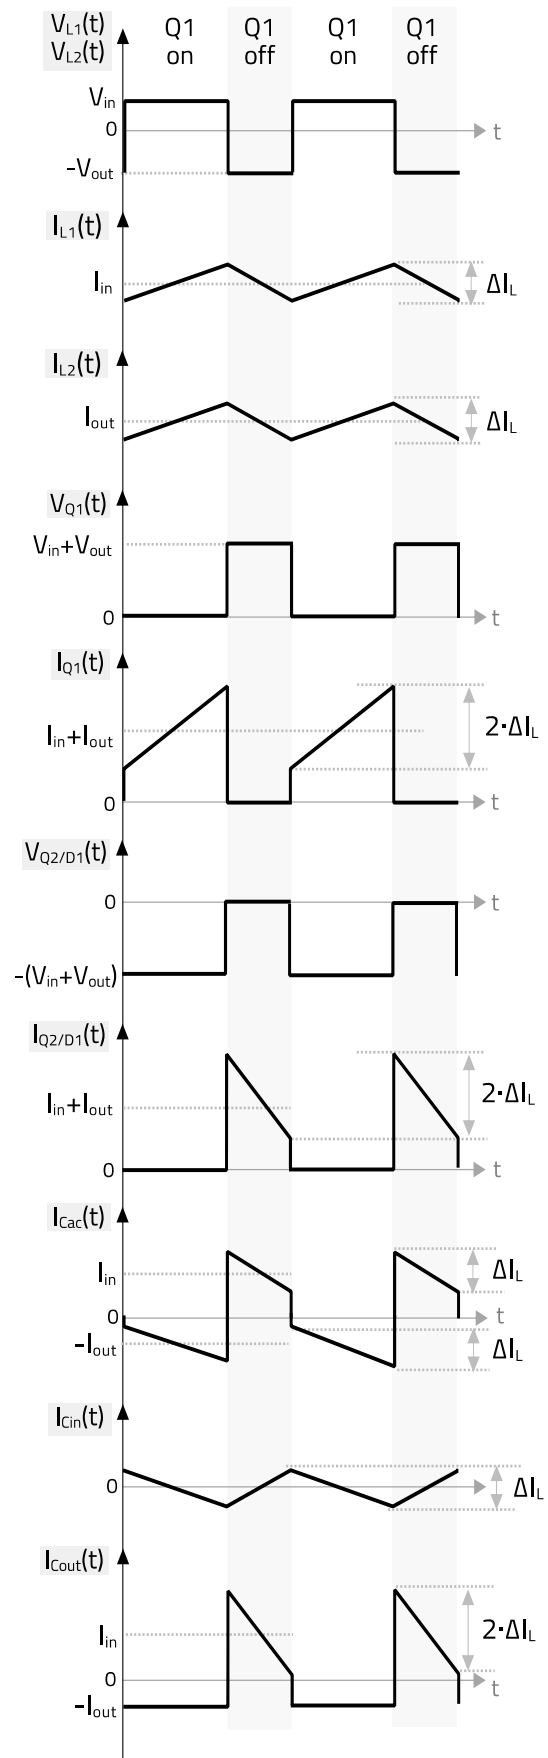 V_L1(t)
V_L2(t)
Q1 on
Q1 off
Q1 on
Q1 off
V_in
0
t
-V_out
I_L1(t)
I_in
ΔI_L
I_L2(t)
I_out
ΔI_L
V_Q1(t)
V_in+V_out
0
t
I_Q1(t)
I_in+I_out
2·ΔI_L
0
t
V_Q2/D1(t)
0
t
-(V_in+V_out)
I_Q2/D1(t)
I_in+I_out
2·ΔI_L
0
t
I_Cac(t)
I_in
ΔI_L
0
t
-I_out
ΔI_L
I_Cin(t)
0
ΔI_L
I_Cout(t)
I_in
2·ΔI_L
0
t
-I_out